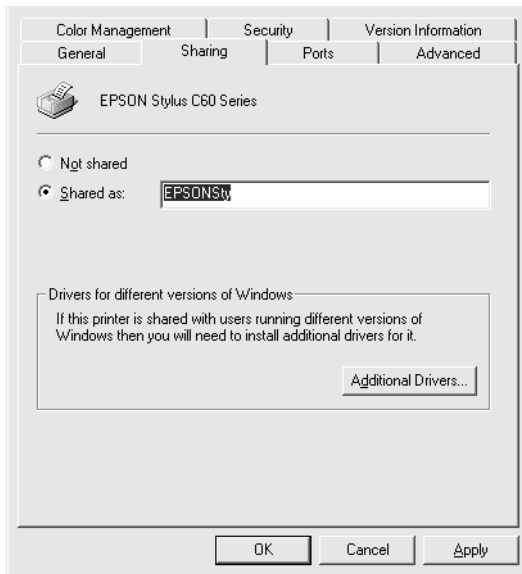 Color Management Security Version Information
General Sharing Ports Advanced
EPSON Stylus C60 Series
Not shared
Shared as: EPSONSty
Drivers for different versions of Windows
If this printer is shared with users running different versions of
Windows then you will need to install additional drivers for it.
Additional Drivers...
OK Cancel Apply